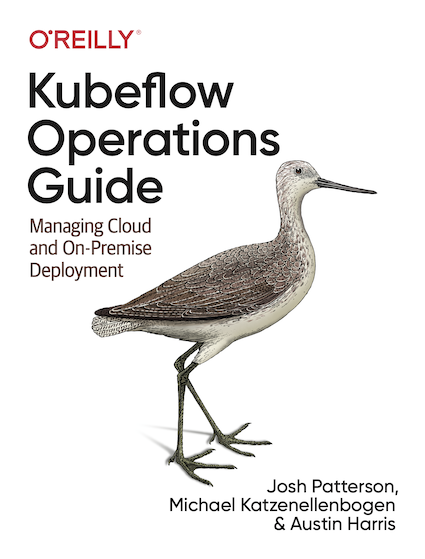 O'REILLY®
Kubeflow
Operations
Guide
Managing Cloud
and On-Premise
Deployment
Josh Patterson,
Michael Katzenellenbogen
& Austin Harris